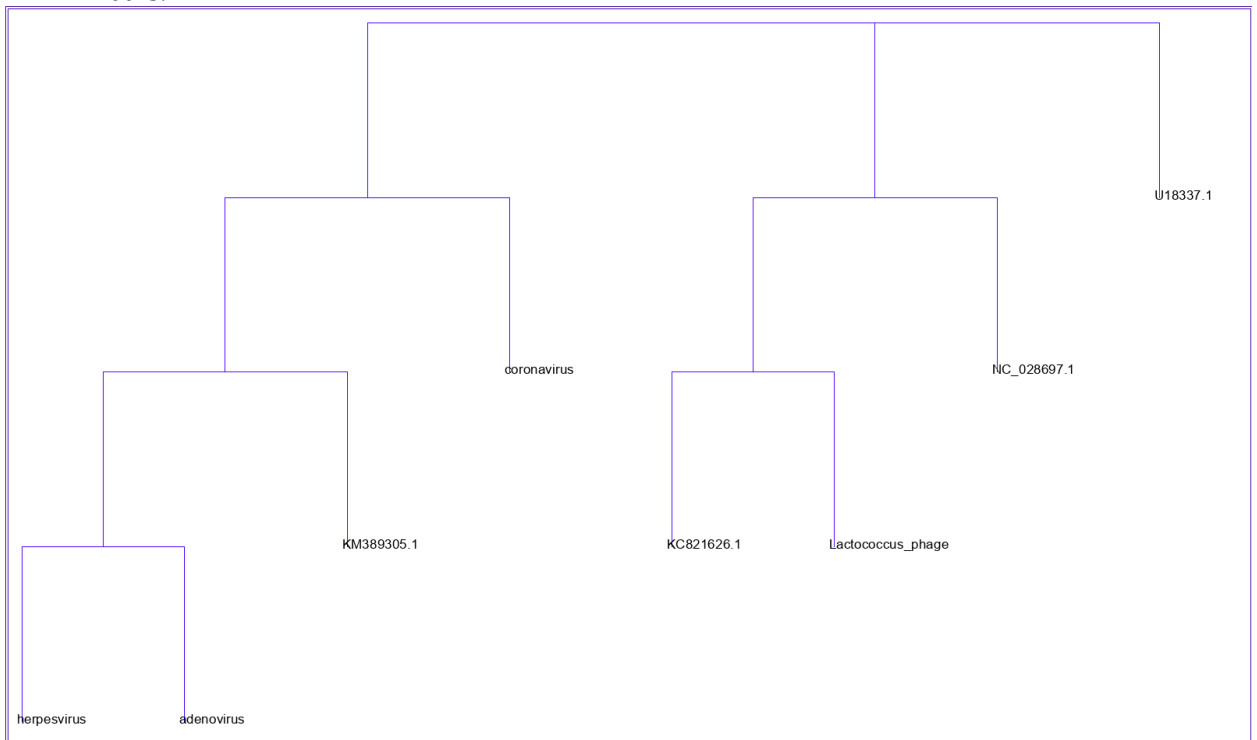 U18337.1
coronavirus
NC_028697.1
KM389305.1
KC821626.1
Lactococcus_phage
herpesvirus
adenovirus